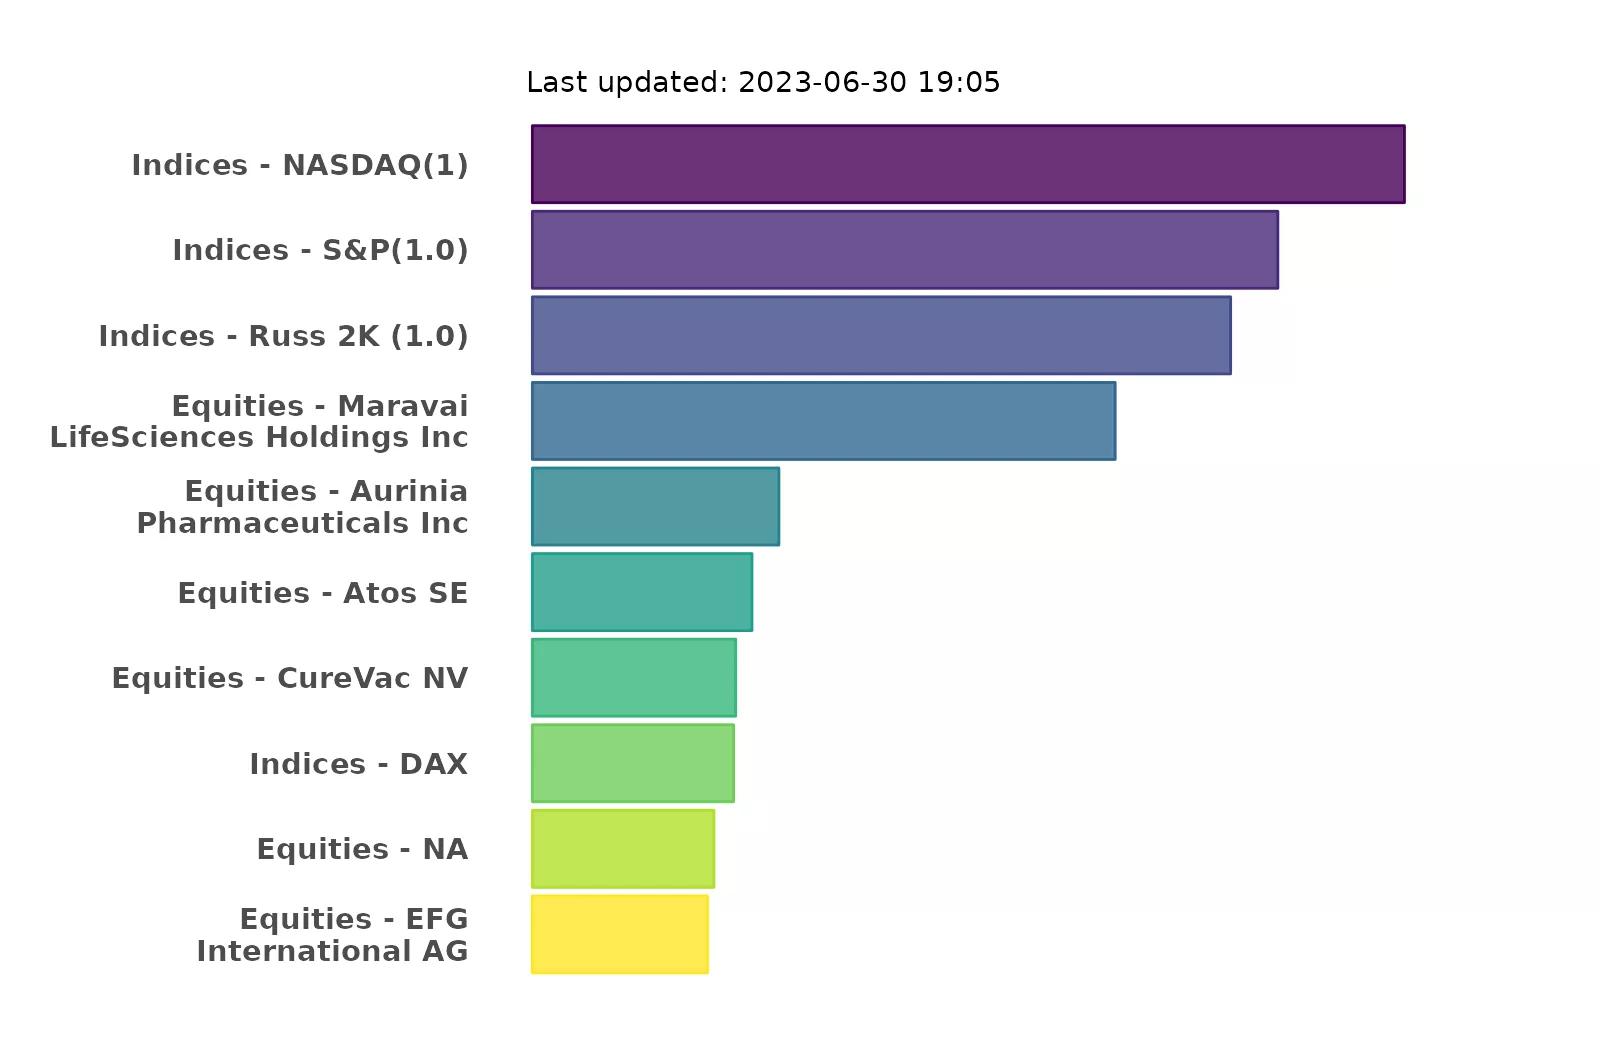 Last updated: 2023-06-30 19:05
Indices - NASDAQ(1)
Indices - S&P(1.0)
Indices - Russ 2K (1.0)
Equities - Maravai
LifeSciences Holdings Inc
Equities - Aurinia
Pharmaceuticals Inc
Equities - Atos SE
Equities - CureVac NV
Indices - DAX
Equities - NA
Equities - EFG
International AG